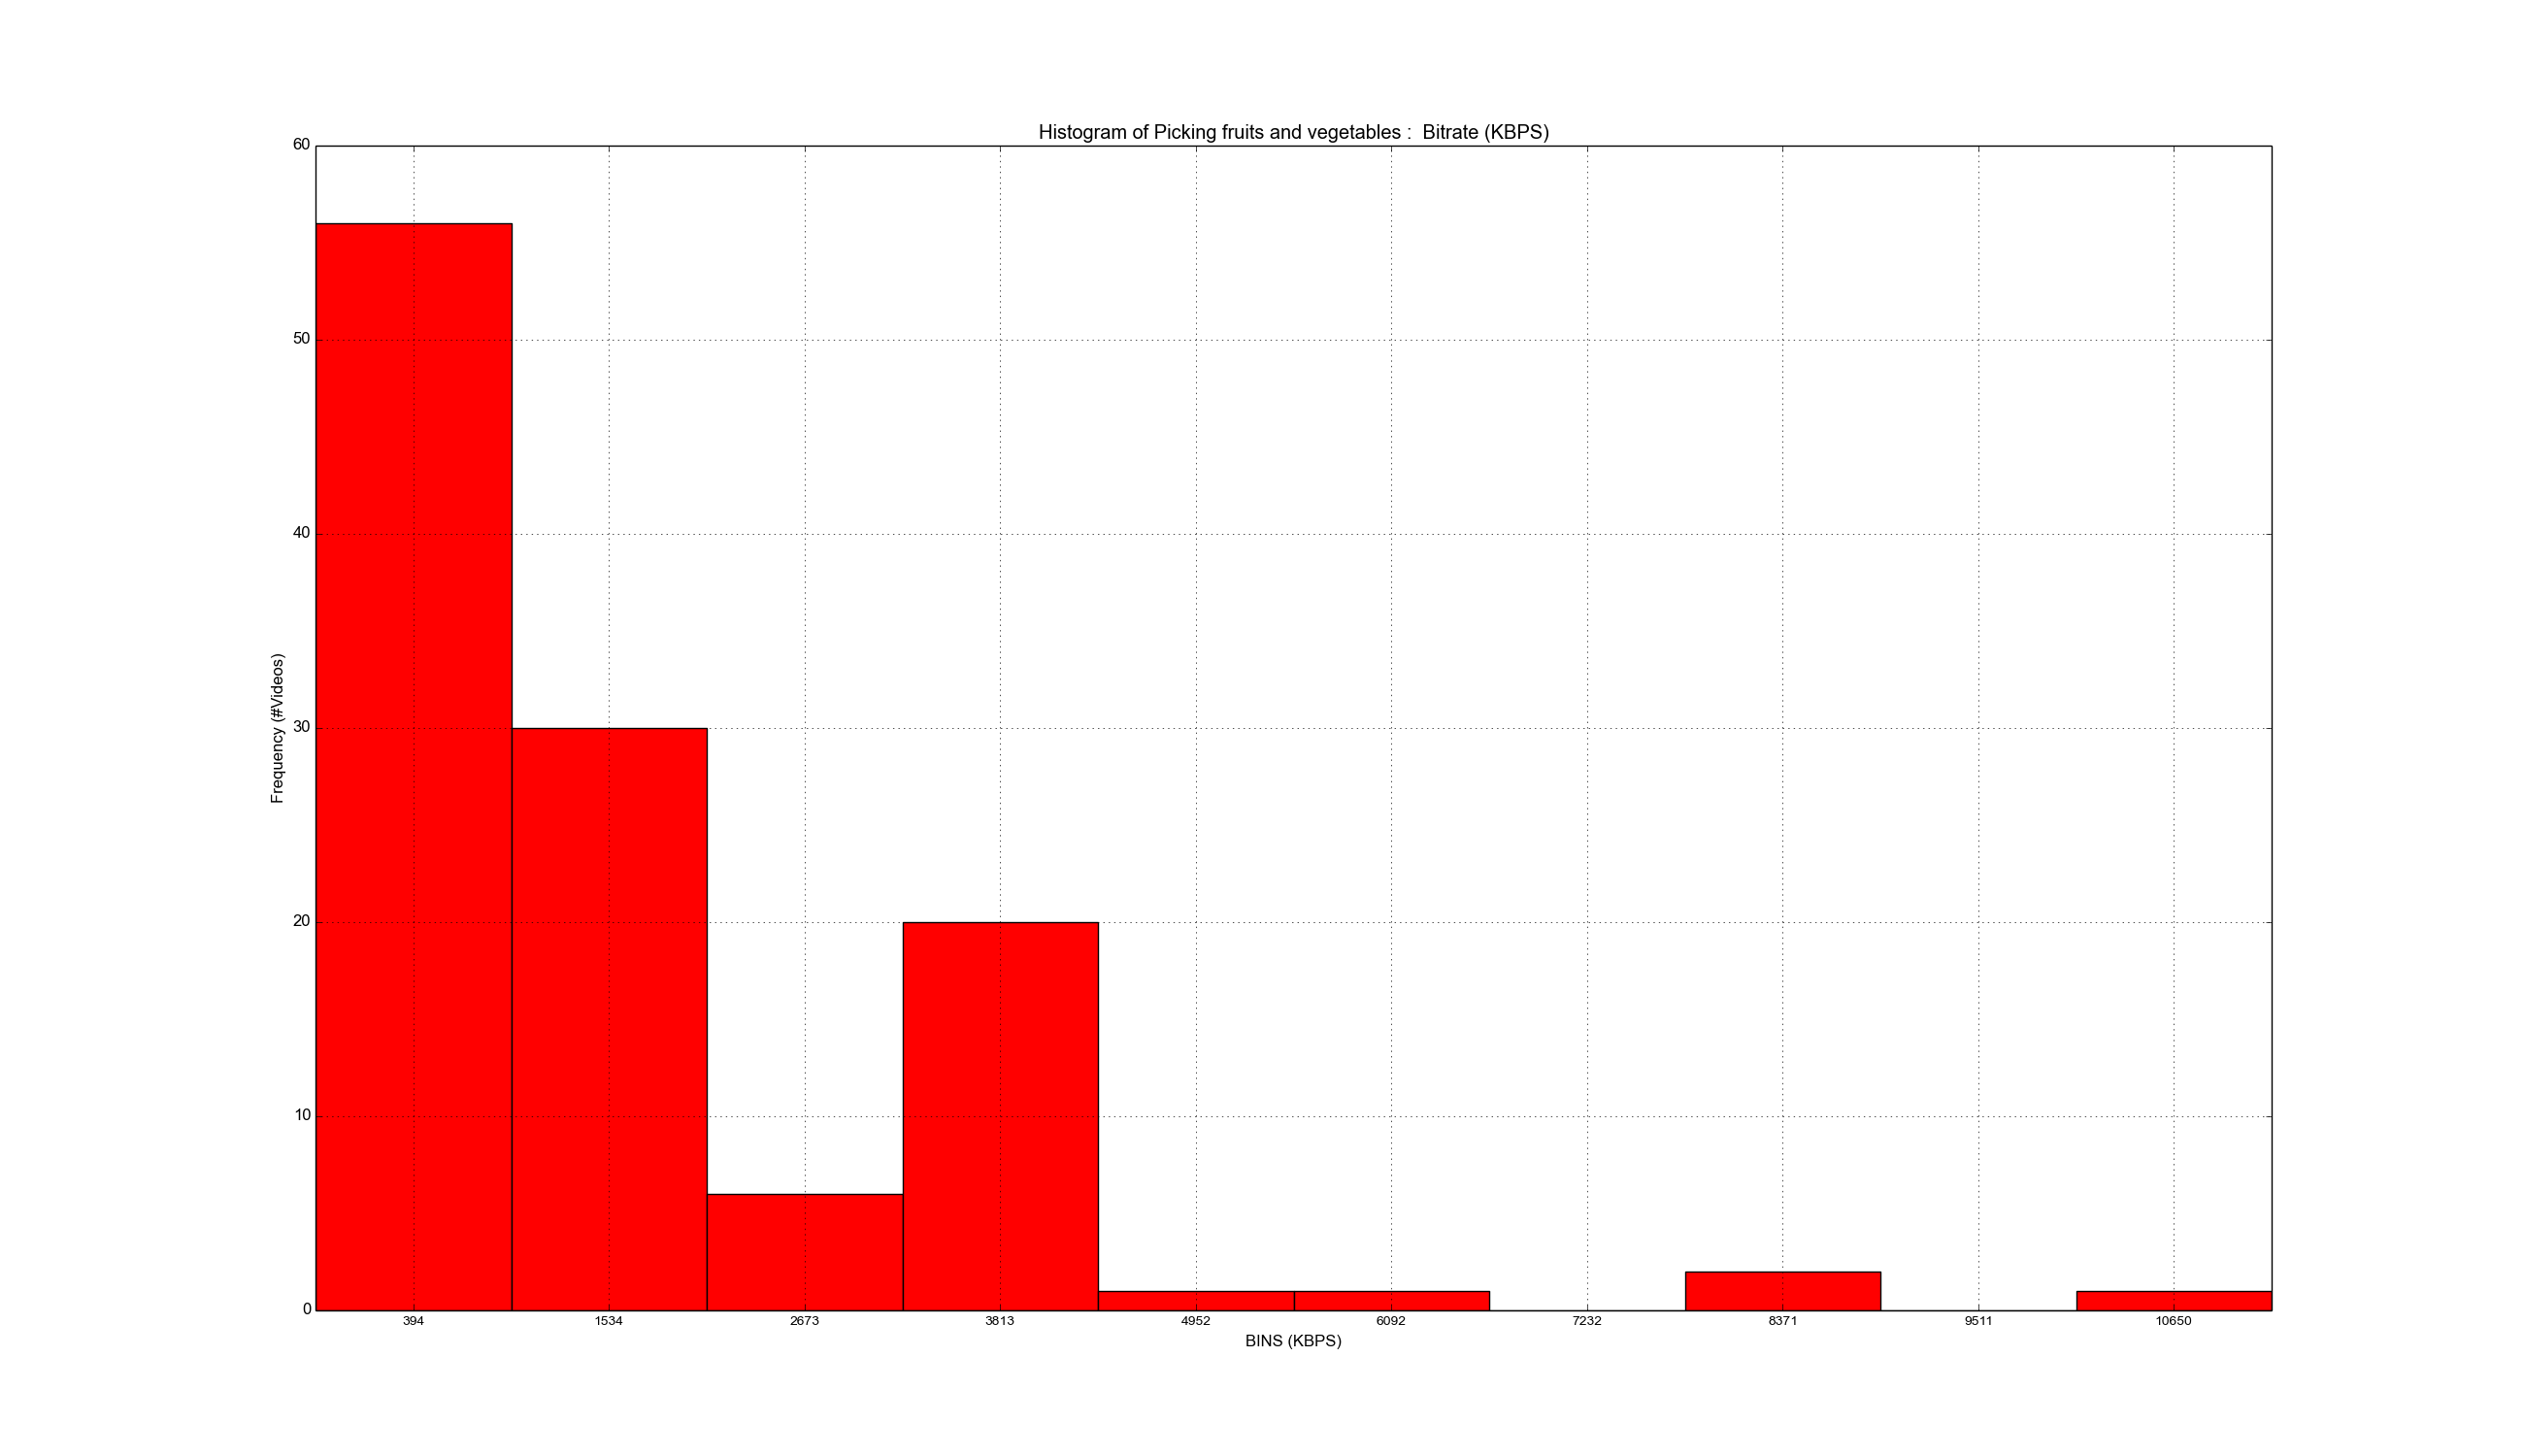 Histogram of Picking fruits and vegetables :  Bitrate (KBPS)
60
50
40
30
20
10
0
Frequency (#Videos)
394 1534 2673 3813 4952 6092 7232 8371 9511 10650
BINS (KBPS)